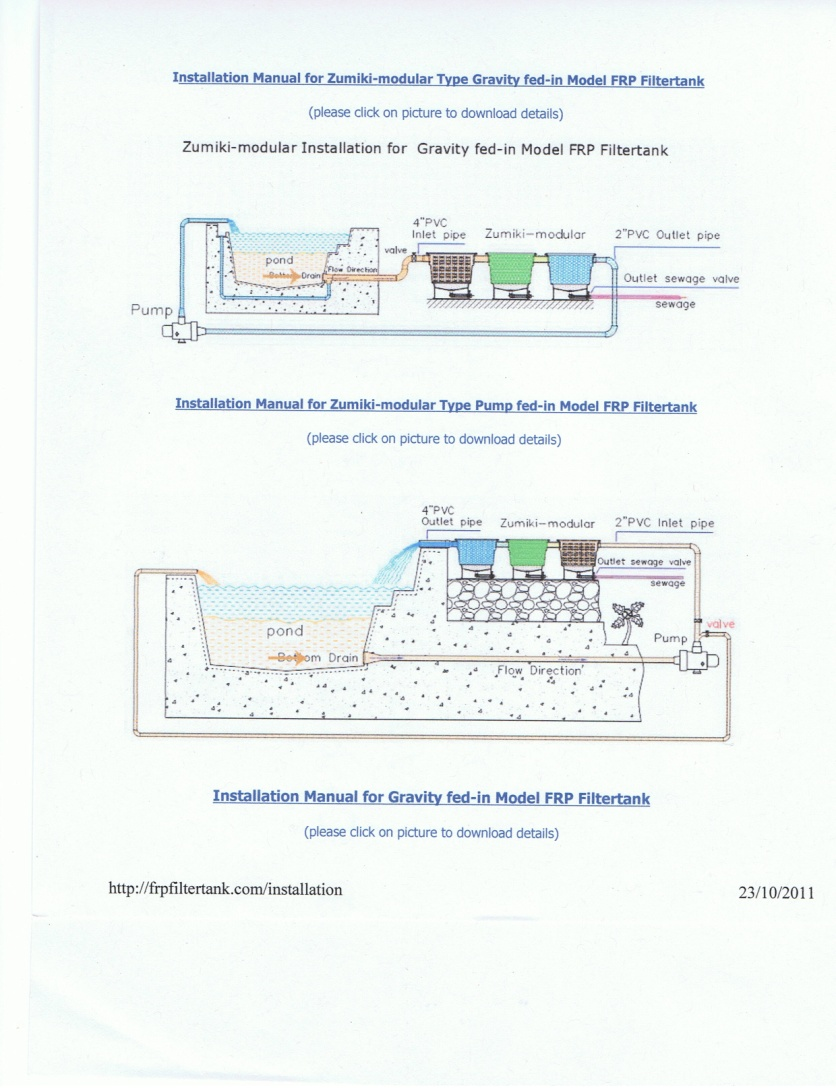 Installation Manual for Zumiki-modular Type Gravity fed-in Model FRP Filtertank
(please click on picture to download details)
Zumiki-modular Installation for Gravity fed-in Model FRP Filtertank
4"PVC
Inlet pipe
Zumiki-modular
2"PVC Outlet pipe
valve
pond
Bottom Drain
Flow Direction
Outlet sewage valve
sewage
Pump
Installation Manual for Zumiki-modular Type Pump fed-in Model FRP Filtertank
(please click on picture to download details)
4"PVC
Outlet pipe
Zumiki-modular
2"PVC Inlet pipe
Outlet sewage valve
sewage
valve
pond
Pump
Bottom Drain
Flow Direction
Installation Manual for Gravity fed-in Model FRP Filtertank
(please click on picture to download details)
http://frpfiltertank.com/installation
23/10/2011